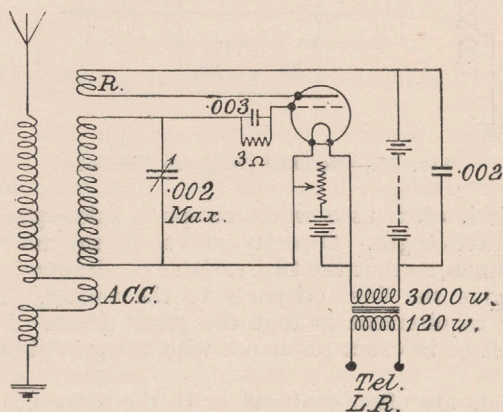 R.
.003
3Ω
.002
Max.
.002
A.C.C.
3000 w.
120 w.
Tel.
L.R.